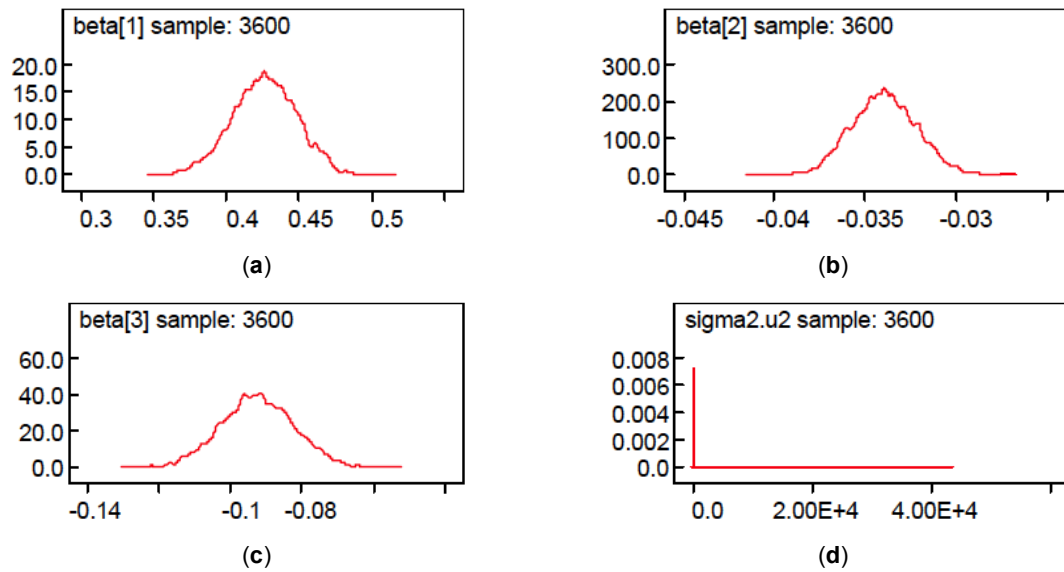 beta[1] sample: 3600
20.0
15.0
10.0
5.0
0.0
0.3 0.35 0.4 0.45 0.5
(a)
beta[2] sample: 3600
300.0
200.0
100.0
0.0
-0.045 -0.04 -0.035 -0.03
(b)
beta[3] sample: 3600
60.0
40.0
20.0
0.0
-0.14 -0.1 -0.08
(c)
sigma2.u2 sample: 3600
0.008
0.006
0.004
0.002
0.0
0.0 2.00E+4 4.00E+4
(d)